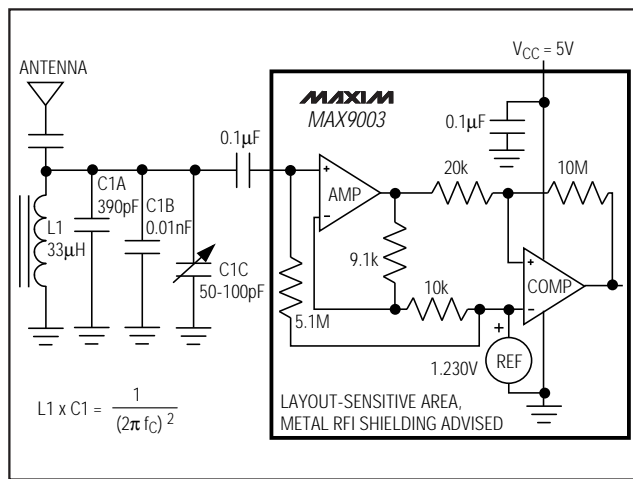 V_CC = 5V
ANTENNA
MAXIM
MAX9003
0.1μF
0.1μF
20k
10M
+
AMP
–
C1A
390pF
C1B
0.01nF
L1
33μH
C1C
50-100pF
9.1k
10k
5.1M
+
COMP
–
+
REF
1.230V
L1 x C1 = 1 / (2π f_C)²
LAYOUT-SENSITIVE AREA,
METAL RFI SHIELDING ADVISED